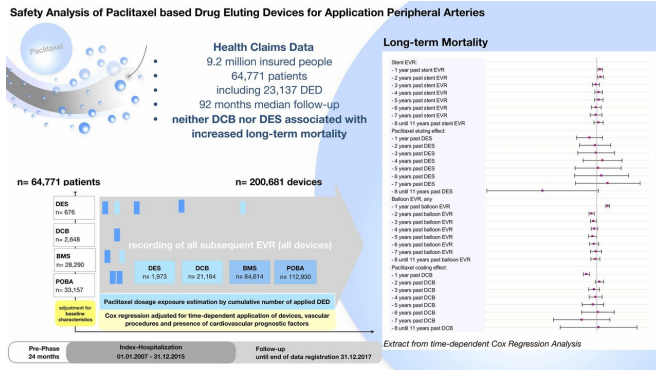 Safety Analysis of Paclitaxel based Drug Eluting Devices for Application Peripheral Arteries
Paclitaxel
Health Claims Data
• 9.2 million insured people
• 64,771 patients
• including 23,137 DED
• 92 months median follow-up
• neither DCB nor DES associated with
increased long-term mortality
n= 64,771 patients
n= 200,681 devices
DES
n= 676
DCB
n= 2,648
BMS
n= 28,290
POBA
n= 33,157
recording of all subsequent EVR (all devices)
DES
n= 1,973
DCB
n= 21,164
BMS
n= 64,614
POBA
n= 112,930
adjustment for
baseline
characteristics
Paclitaxel dosage exposure estimation by cumulative number of applied DED
Cox regression adjusted for time-dependent application of devices, vascular
procedures and presence of cardiovascular prognostic factors
Pre-Phase
24 months
Index-Hospitalization
01.01.2007 - 31.12.2015
Follow-up
until end of data registration 31.12.2017
Long-term Mortality
Stent EVR:
- 1 year past stent EVR
- 2 years past stent EVR
- 3 years past stent EVR
- 4 years past stent EVR
- 5 years past stent EVR
- 6 years past stent EVR
- 7 years past stent EVR
- 8 until 11 years past stent EVR
Paclitaxel eluting effect:
- 1 year past DES
- 2 years past DES
- 3 years past DES
- 4 years past DES
- 5 years past DES
- 6 years past DES
- 7 years past DES
- 8 until 11 years past DES
Balloon EVR, any
- 1 year past balloon EVR
- 2 years past balloon EVR
- 3 years past balloon EVR
- 4 years past balloon EVR
- 5 years past balloon EVR
- 6 years past balloon EVR
- 7 years past balloon EVR
- 8 until 11 years past balloon EVR
Paclitaxel coating effect:
- 1 year past DCB
- 2 years past DCB
- 3 years past DCB
- 4 years past DCB
- 5 years past DCB
- 6 years past DCB
- 7 years past DCB
- 8 until 11 years past DCB
Extract from time-dependent Cox Regression Analysis